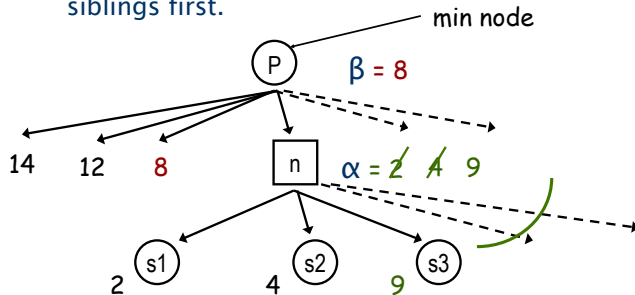 siblings first.
min node
P
β = 8
14 12 8
n
α = 2 4 9
s1 s2 s3
2 4 9